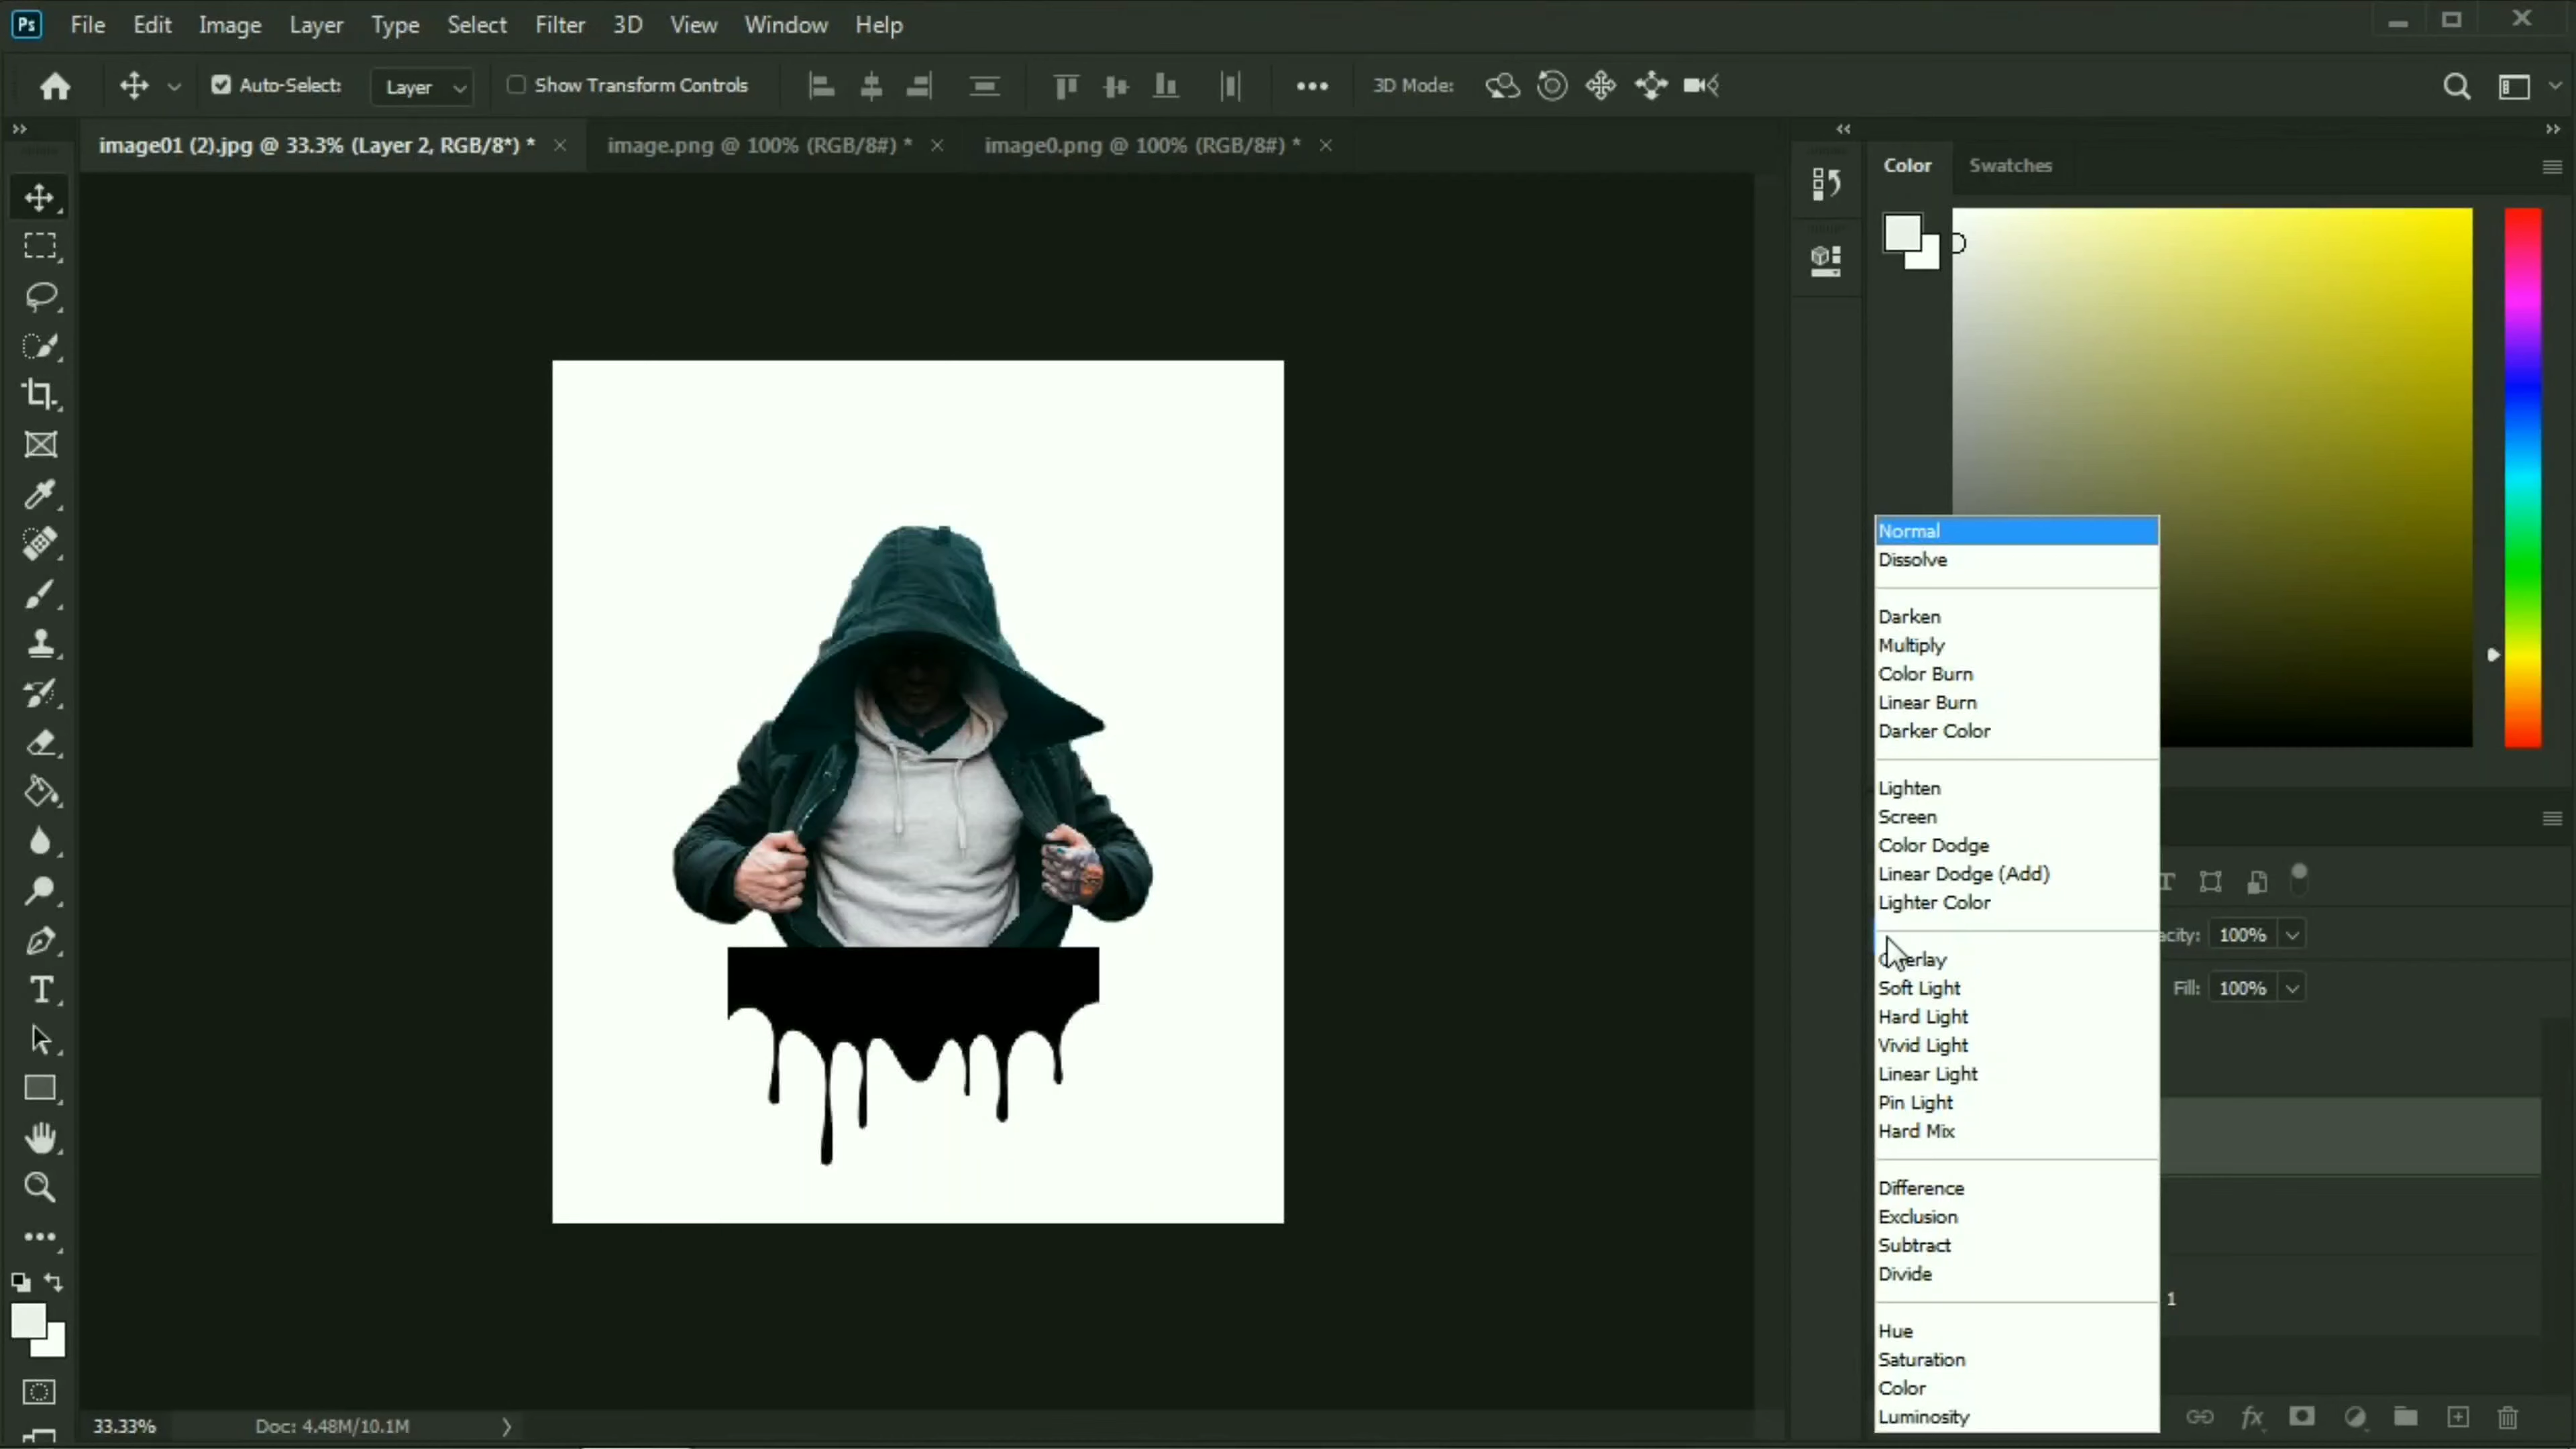 Ps File Edit Image Layer Type Select Filter 3D View Window Help
Auto-Select: Layer Show Transform Controls 3D Mode:
image01 (2).jpg @ 33.3% (Layer 2, RGB/8*) * image.png @ 100% (RGB/8#) * image0.png @ 100% (RGB/8#) *
Color Swatches
Normal
Dissolve
Darken
Multiply
Color Burn
Linear Burn
Darker Color
Lighten
Screen
Color Dodge
Linear Dodge (Add)
Lighter Color
acity: 100%
erlay
Soft Light
Fill: 100%
Hard Light
Vivid Light
Linear Light
Pin Light
Hard Mix
Difference
Exclusion
Subtract
Divide
1
Hue
Saturation
Color
Luminosity
fx
33.33% Doc: 4.48M/10.1M